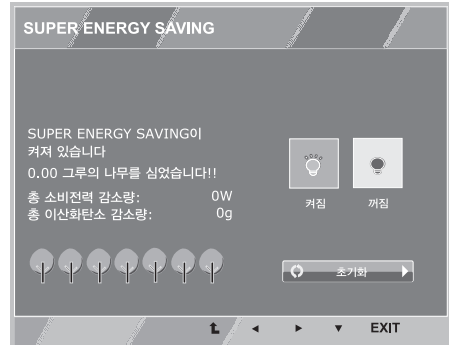 SUPER ENERGY SAVING
SUPER ENERGY SAVING이
켜져 있습니다
0.00 그루의 나무를 심었습니다!!
총 소비전력 감소량: 0W
총 이산화탄소 감소량: 0g
켜짐 꺼짐
초기화
EXIT